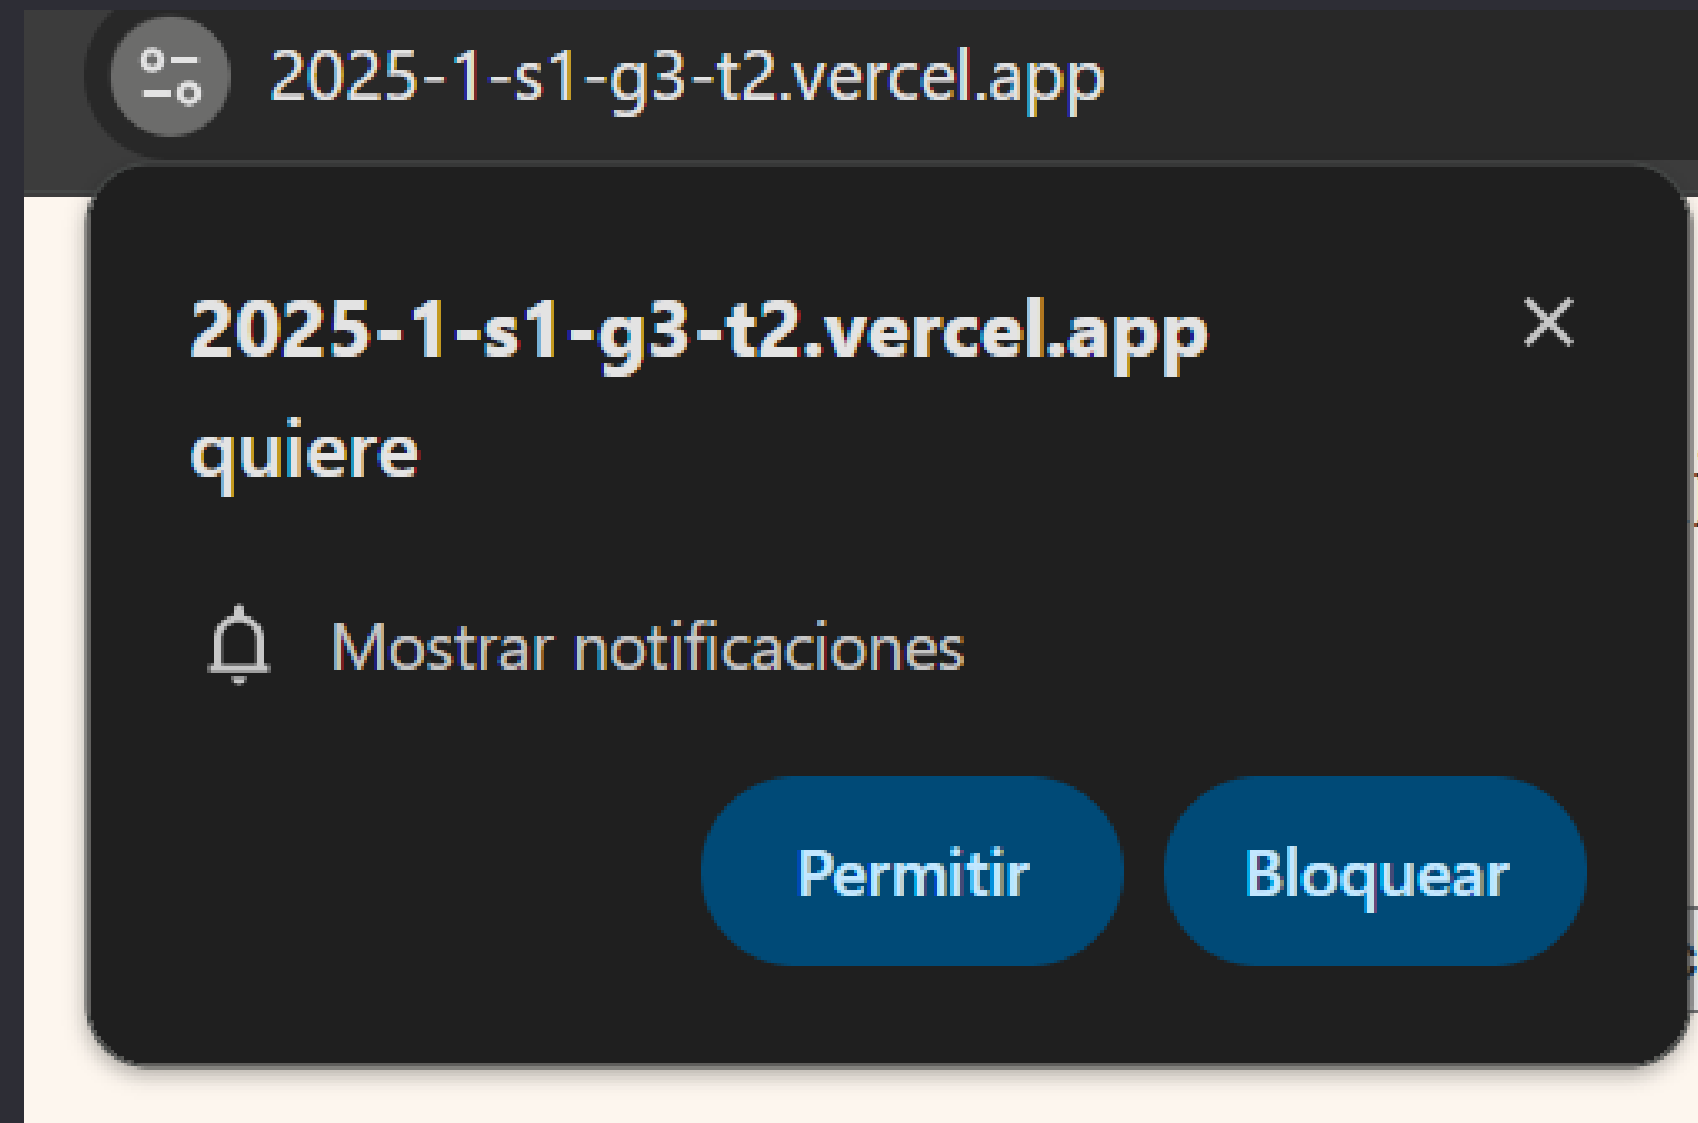 2025-1-s1-g3-t2.vercel.app
2025-1-s1-g3-t2.vercel.app
quiere
Mostrar notificaciones
Permitir
Bloquear